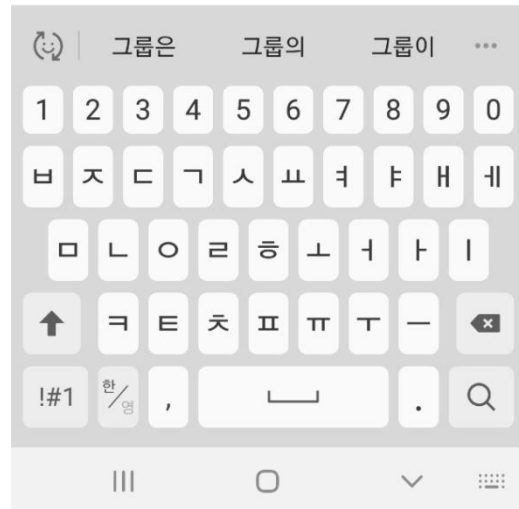 그룹은 그룹의 그룹이
1 2 3 4 5 6 7 8 9 0
ㅂ ㅈ ㄷ ㄱ ㅅ ㅛ ㅕ ㅑ ㅐ ㅔ
ㅁ ㄴ ㅇ ㄹ ㅎ ㅗ ㅓ ㅏ ㅣ
ㅋ ㅌ ㅊ ㅍ ㅠ ㅜ ㅡ
!#1 한/영 , .